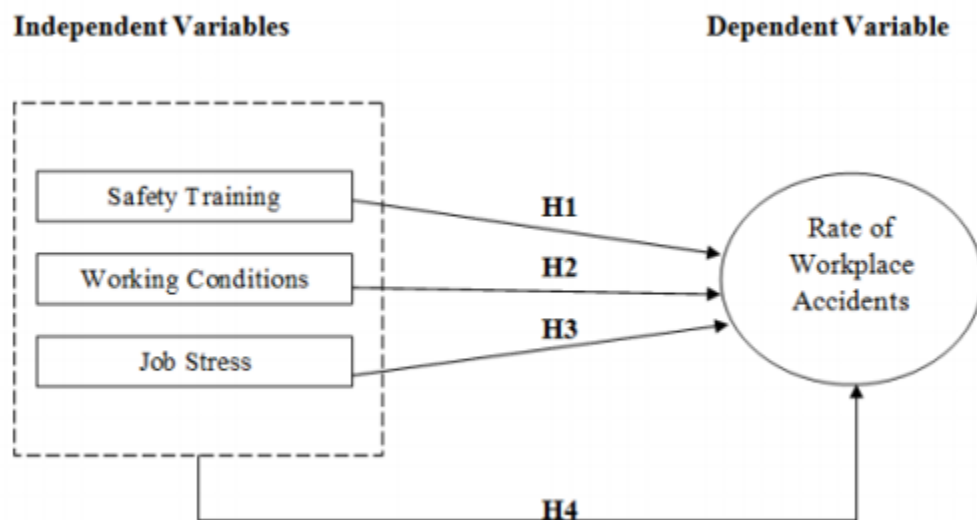 Independent Variables
Dependent Variable
Safety Training
Working Conditions
Job Stress
H1
H2
H3
Rate of
Workplace
Accidents
H4